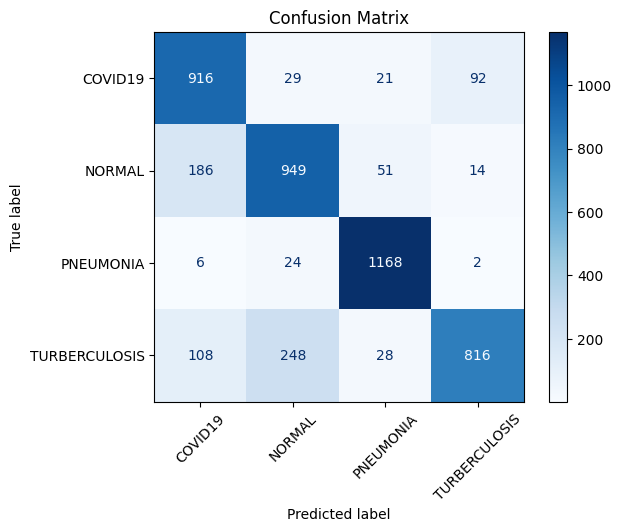 Confusion Matrix
COVID19 916 29 21 92
NORMAL 186 949 51 14
PNEUMONIA 6 24 1168 2
TURBERCULOSIS 108 248 28 816
True label
COVID19 NORMAL PNEUMONIA TURBERCULOSIS
Predicted label
1000
800
600
400
200